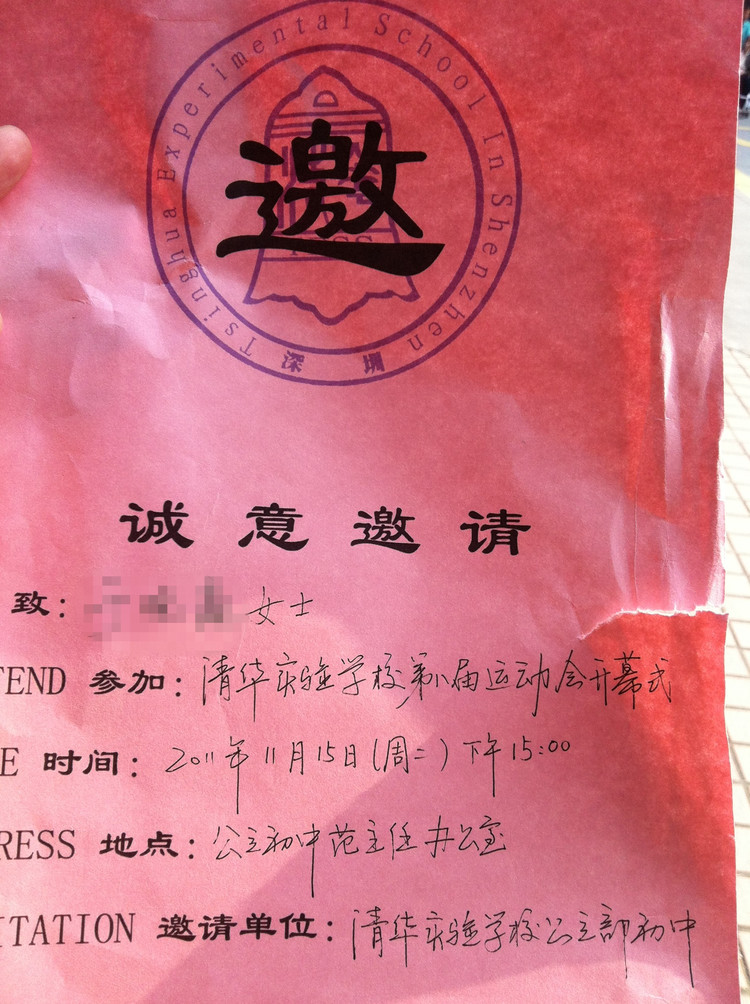 Tsinghua Experimental School In Shenzhen
邀
深圳
诚意邀请
致：女士
TEND 参加：清华实验学校第八届运动会开幕式
E 时间：2011年11月15日(周二)下午15:00
RESS 地点：公立初中范主任办公室
ITATION 邀请单位：清华实验学校公立部初中